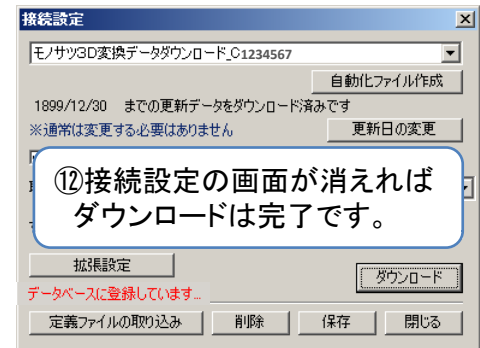 接続設定
モノサツ3D変換データダウンロード_C1234567
自動化ファイル作成
1899/12/30 までの更新データをダウンロード済みです
※通常は変更する必要はありません
更新日の変更
⑫接続設定の画面が消えれば
ダウンロードは完了です。
拡張設定
ダウンロード
データベースに登録しています...
定義ファイルの取り込み
削除
保存
閉じる